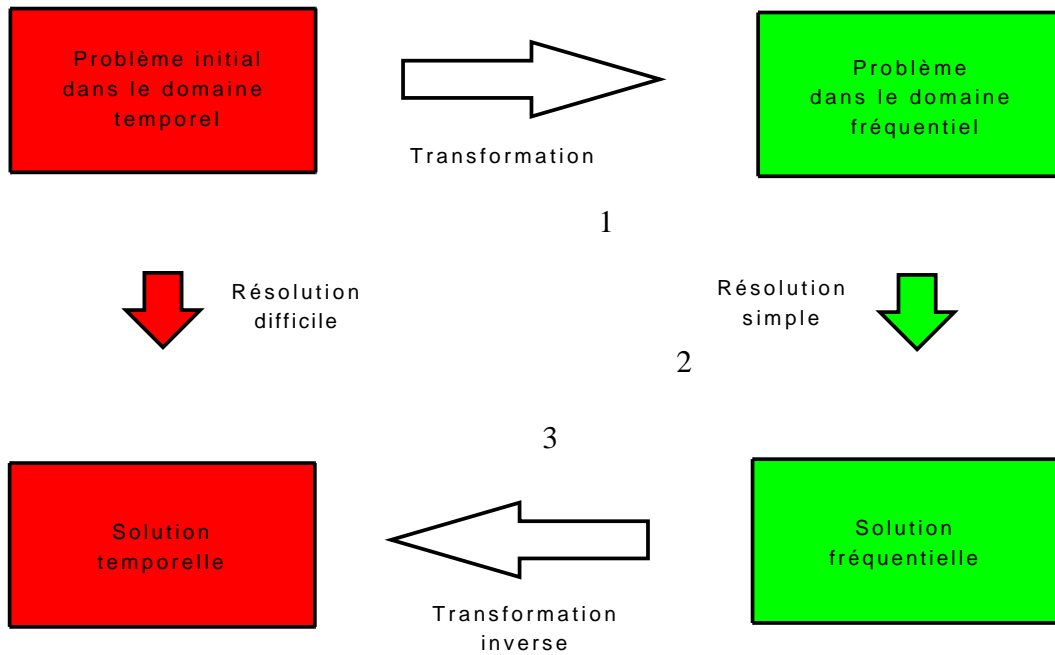 Problème initial
dans le domaine
temporel
Transformation
Problème
dans le domaine
fréquentiel
1
Résolution
difficile
Résolution
simple
2
3
Solution
temporelle
Transformation
inverse
Solution
fréquentielle